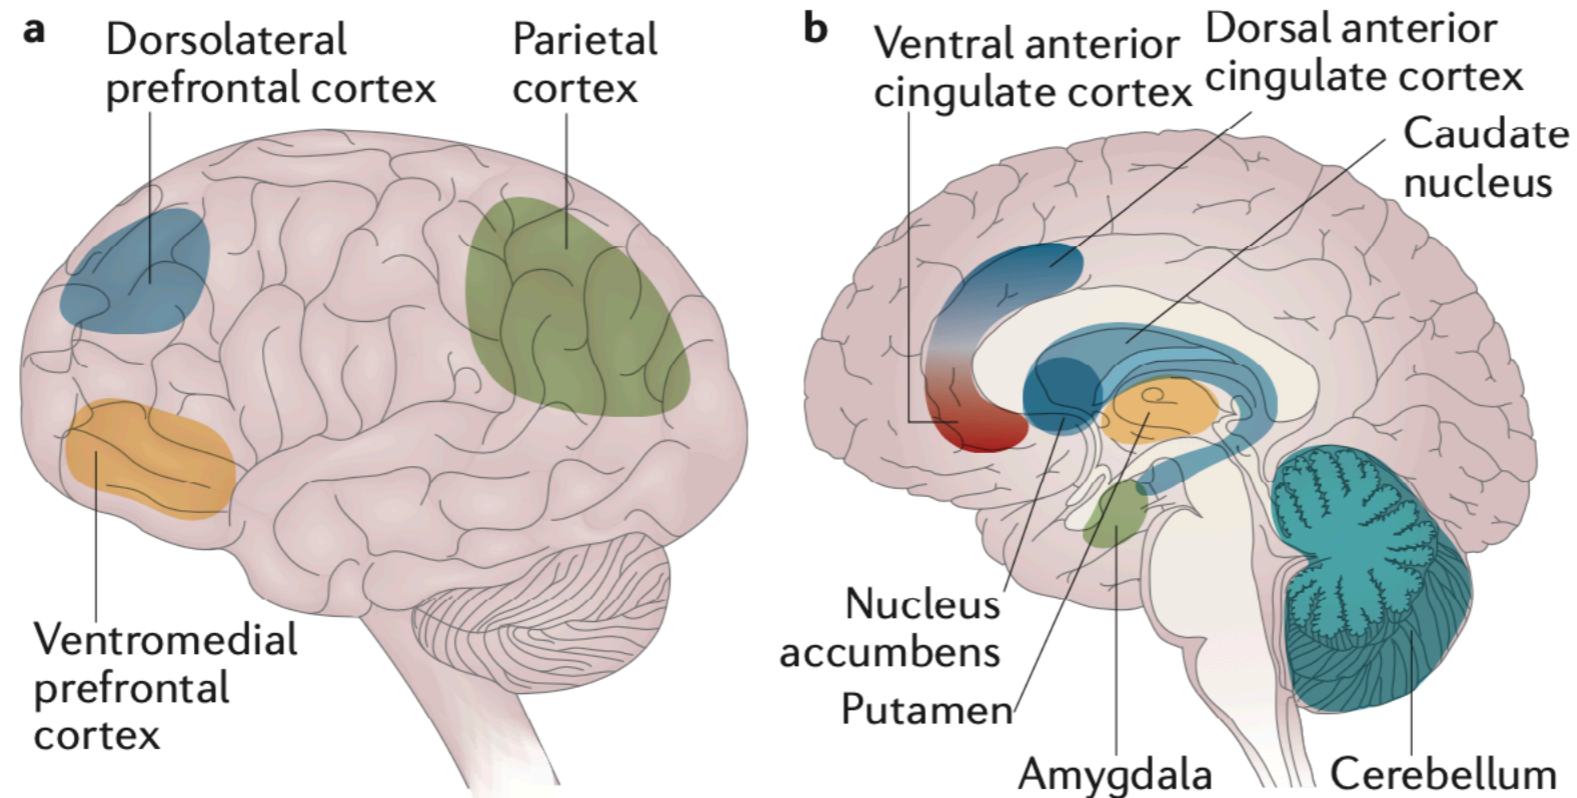 a
Dorsolateral
prefrontal cortex
Parietal
cortex
Ventromedial
prefrontal
cortex
b
Ventral anterior
cingulate cortex
Dorsal anterior
cingulate cortex
Caudate
nucleus
Nucleus
accumbens
Putamen
Amygdala
Cerebellum